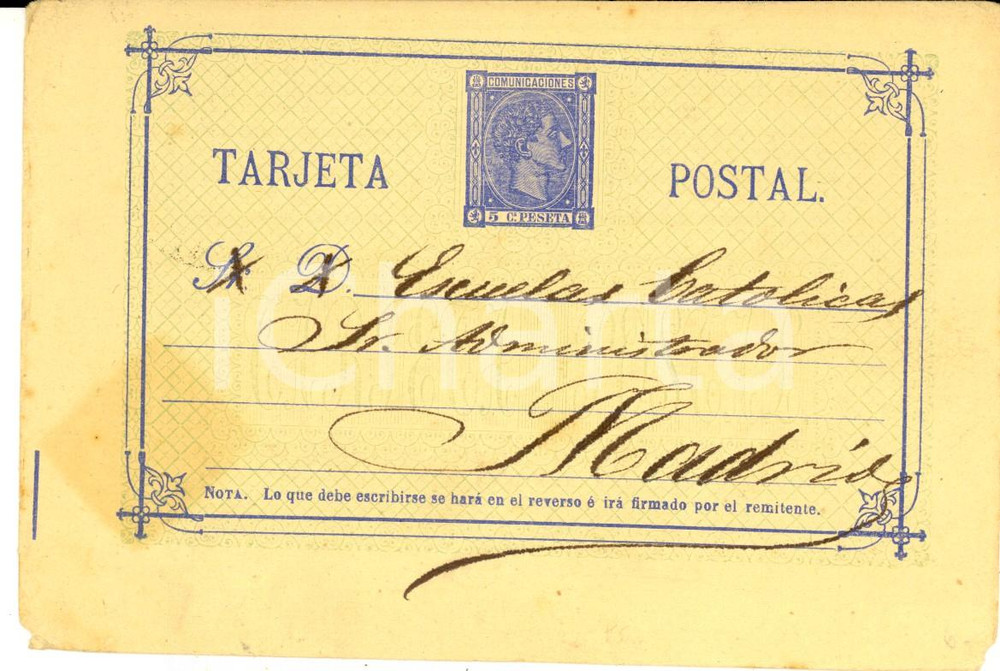 COMUNICACIONES
5 C. PESETA
TARJETA POSTAL.
Sr. D. Escuelas Catolicas
Sr. Administrador
Madrid
NOTA. Lo que debe escribirse se hará en el reverso é irá firmado por el remitente.
iCharta